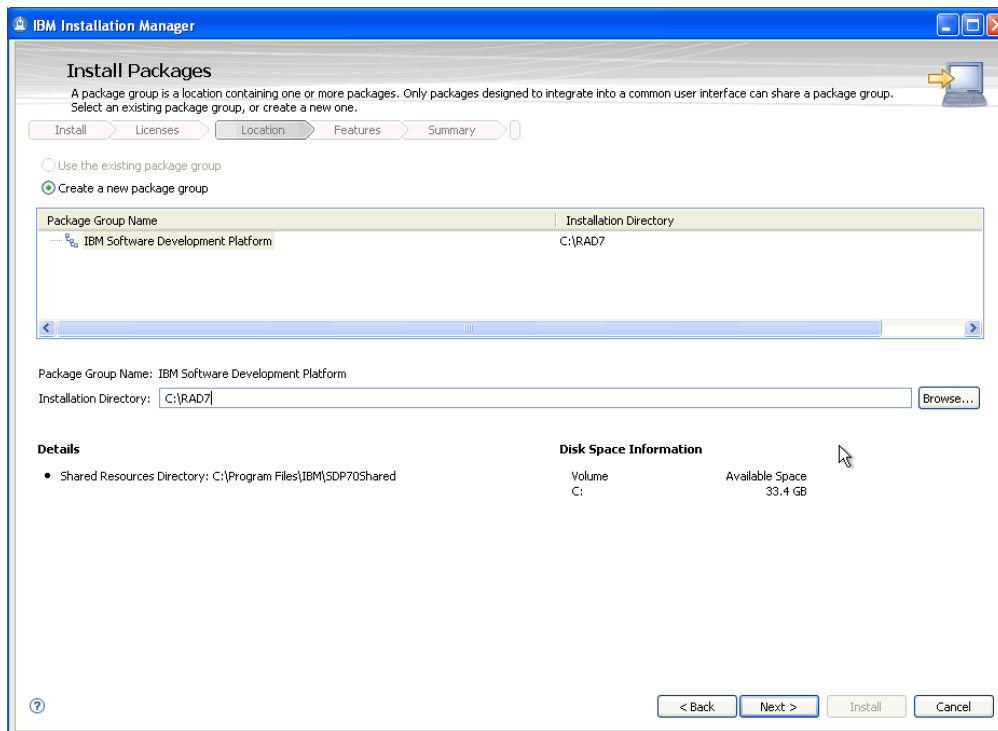 IBM Installation Manager
Install Packages
A package group is a location containing one or more packages. Only packages designed to integrate into a common user interface can share a package group.
Select an existing package group, or create a new one.
Install Licenses Location Features Summary
Use the existing package group
Create a new package group
Package Group Name Installation Directory
IBM Software Development Platform C:\RAD7
Package Group Name: IBM Software Development Platform
Installation Directory: C:\RAD7 Browse...
Details Disk Space Information
• Shared Resources Directory: C:\Program Files\IBM\SDP70Shared Volume Available Space
C: 33.4 GB
? < Back Next > Install Cancel